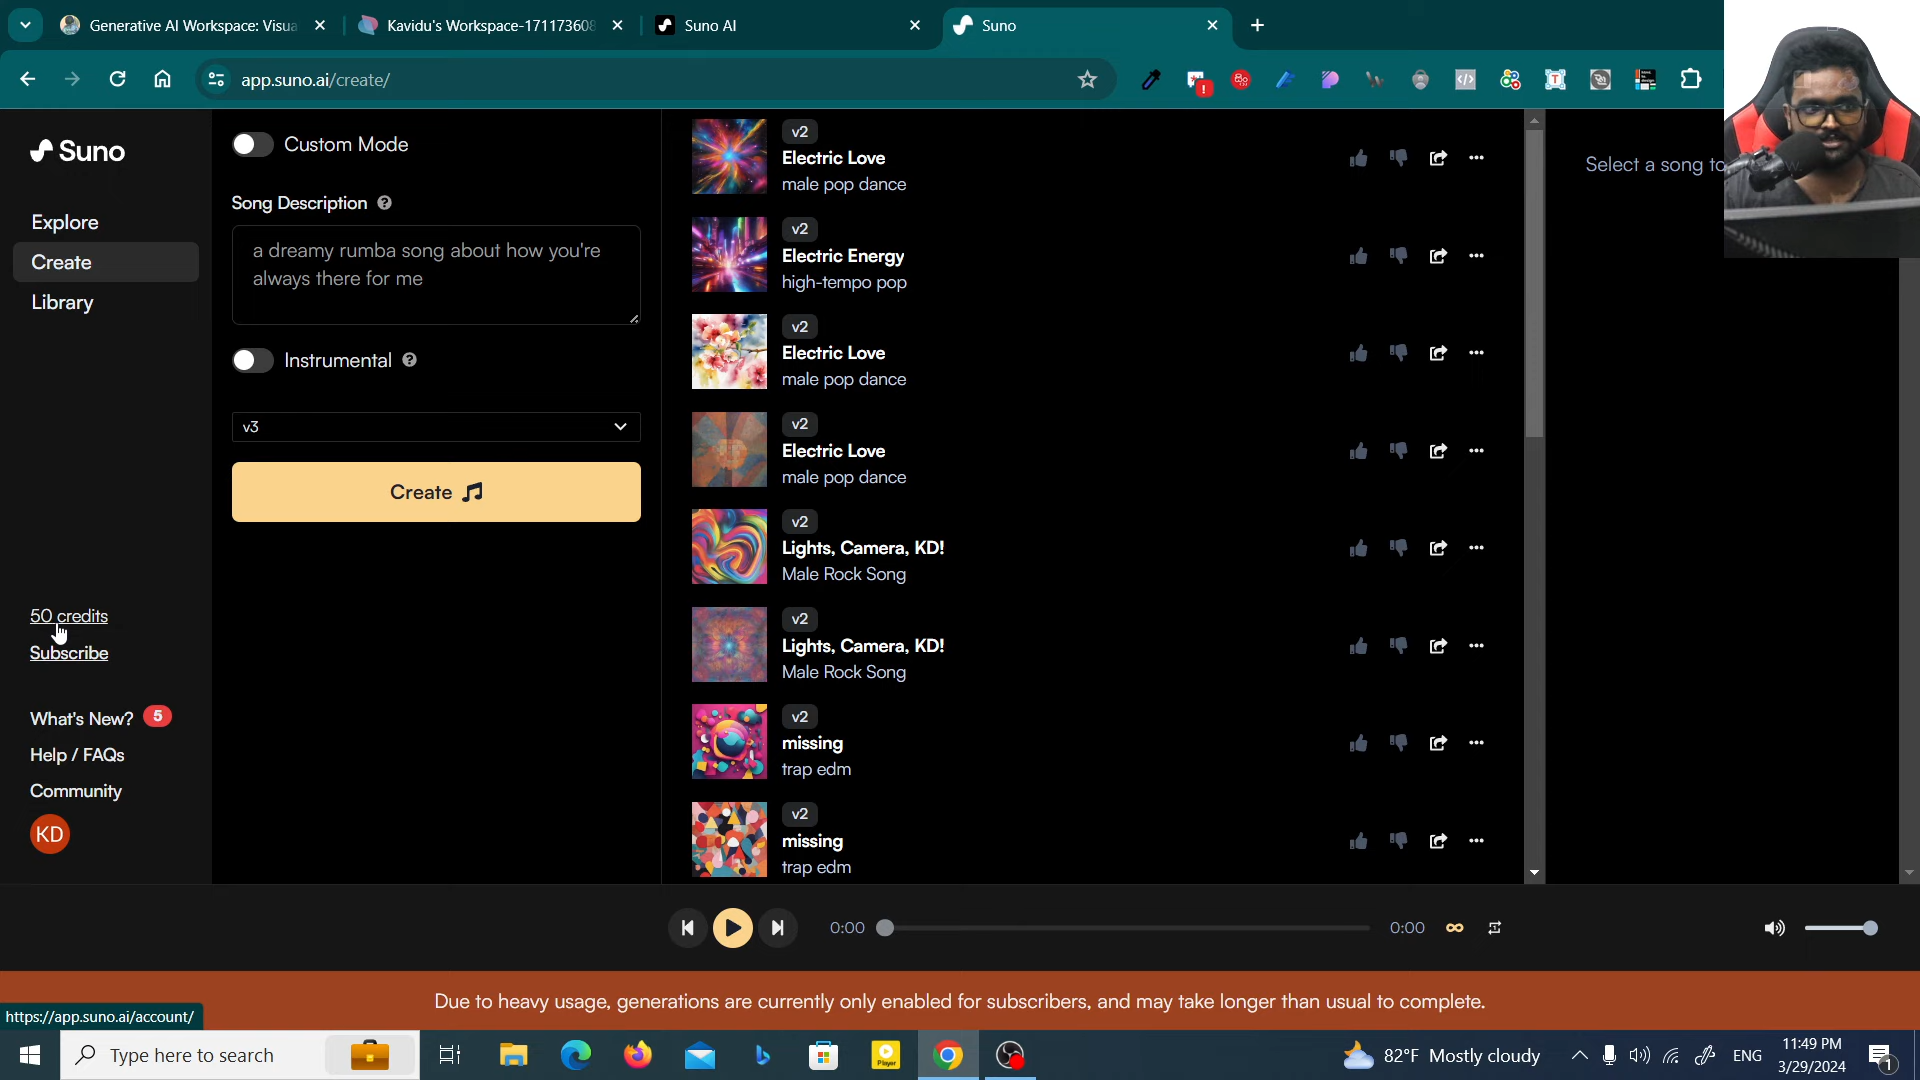 Generative AI Workspace: Visua
Kavidu's Workspace-171173608
Suno AI
Suno
app.suno.ai/create/
Suno
Explore
Create
Library
50 credits
Subscribe
What's New? 5
Help / FAQs
Community
KD
Custom Mode
Song Description
a dreamy rumba song about how you're
always there for me
Instrumental
v3
Create
v2
Electric Love
male pop dance
v2
Electric Energy
high-tempo pop
v2
Electric Love
male pop dance
v2
Electric Love
male pop dance
v2
Lights, Camera, KD!
Male Rock Song
v2
Lights, Camera, KD!
Male Rock Song
v2
missing
trap edm
v2
missing
trap edm
Select a song to
0:00
0:00
Due to heavy usage, generations are currently only enabled for subscribers, and may take longer than usual to complete.
https://app.suno.ai/account/
Type here to search
82°F Mostly cloudy
ENG
11:49 PM
3/29/2024
1